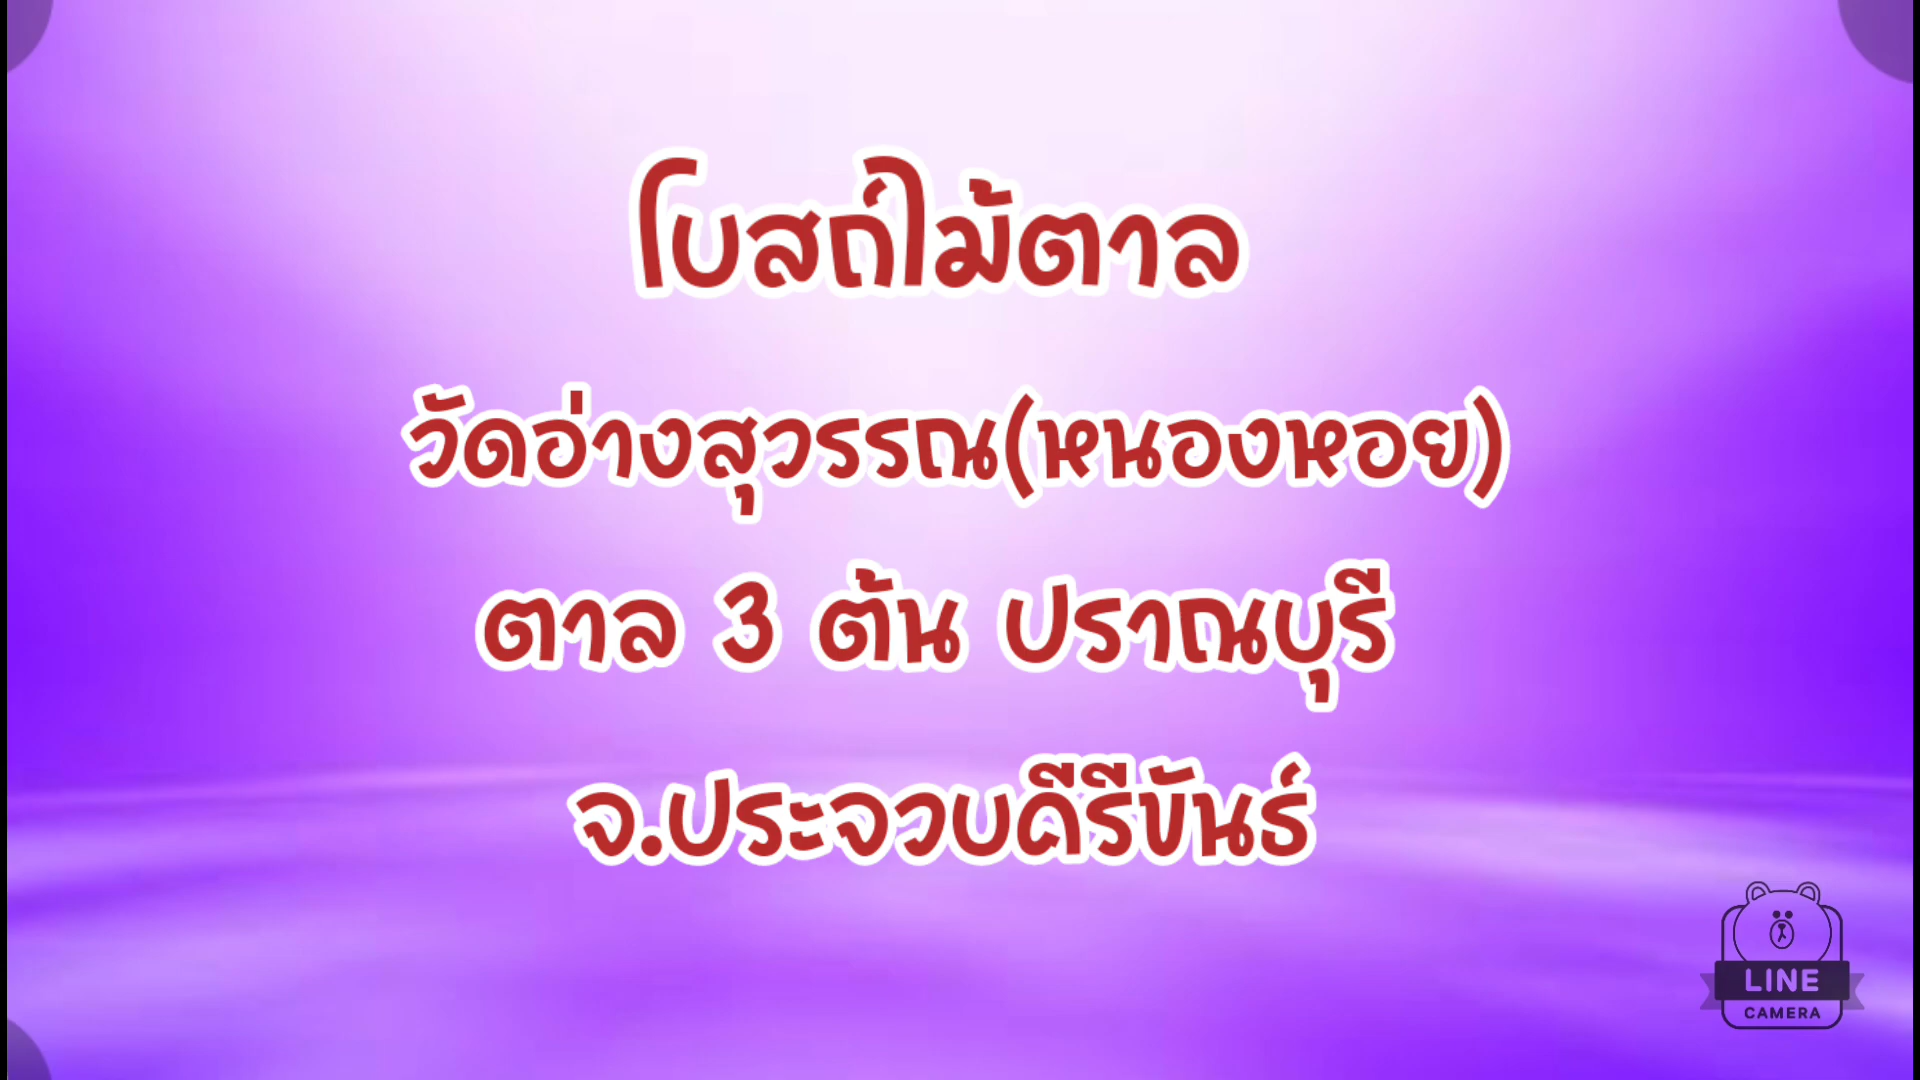 โบสถ์ไม้ตาล
วัดอ่างสุวรรณ(หนองหอย)
ตาล 3 ต้น ปราณบุรี
จ.ประจวบคีรีขันธ์
LINE
CAMERA